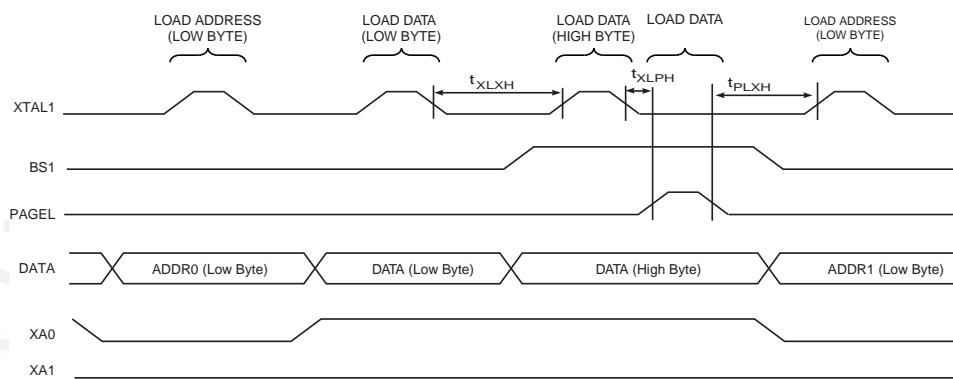 LOAD ADDRESS
(LOW BYTE)
LOAD DATA
(LOW BYTE)
LOAD DATA
(HIGH BYTE)
LOAD DATA
LOAD ADDRESS
(LOW BYTE)
XTAL1
tXLXH
tXLPH
tPLXH
BS1
PAGEL
DATA
ADDR0 (Low Byte)
DATA (Low Byte)
DATA (High Byte)
ADDR1 (Low Byte)
XA0
XA1